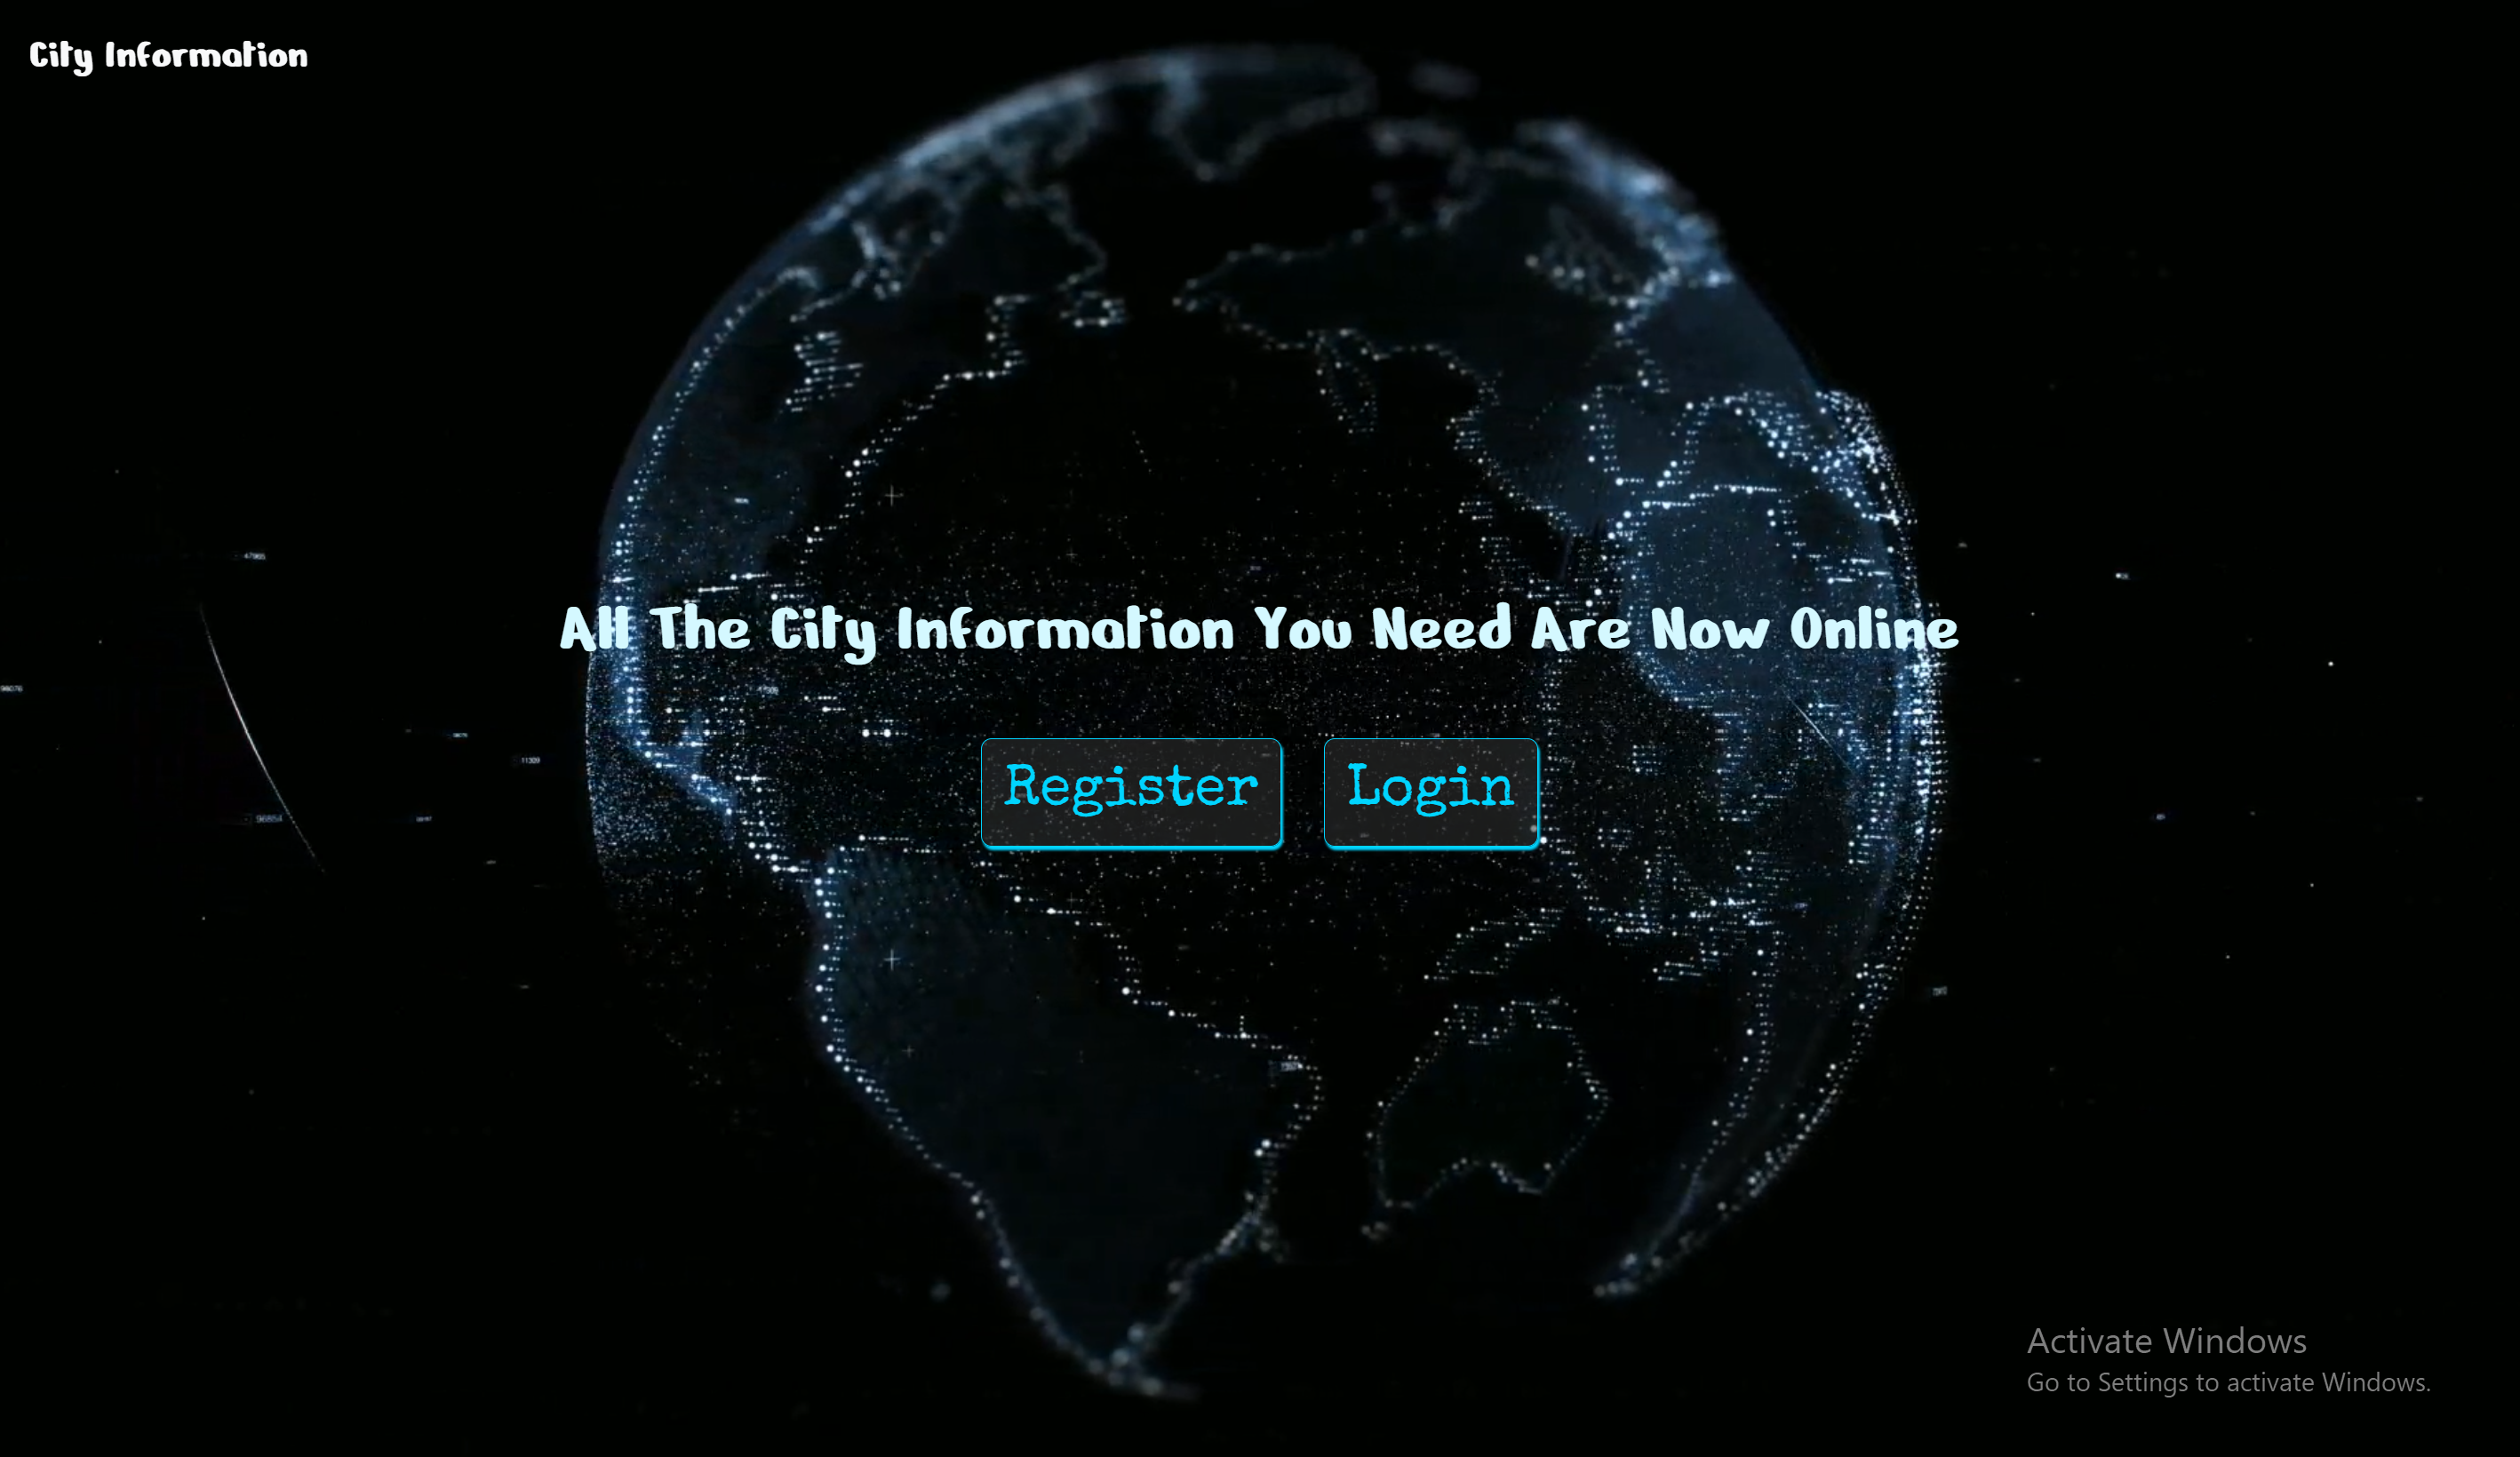 City Information
All The City Information You Need Are Now Online
Register
Login
Activate Windows
Go to Settings to activate Windows.